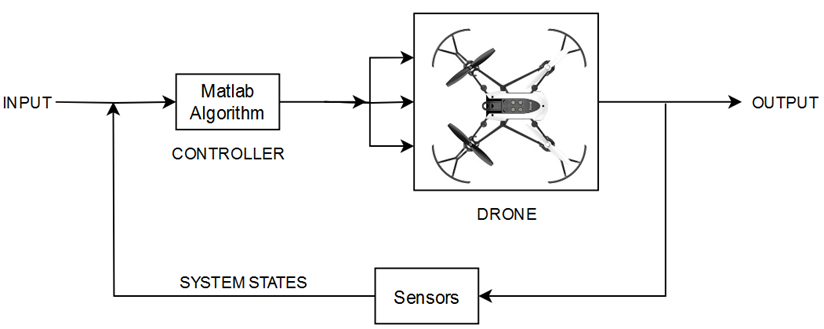 INPUT
Matlab
Algorithm
CONTROLLER
DRONE
OUTPUT
SYSTEM STATES
Sensors